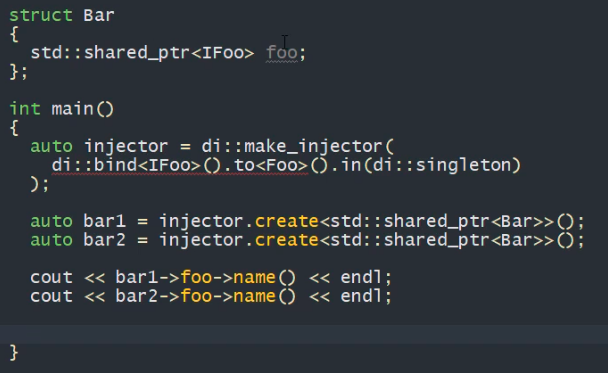 struct Bar
{
  std::shared_ptr<IFoo> foo;
};
int main()
{
  auto injector = di::make_injector(
    di::bind<IFoo>().to<Foo>().in(di::singleton)
  );
  auto bar1 = injector.create<std::shared_ptr<Bar>>();
  auto bar2 = injector.create<std::shared_ptr<Bar>>();
  cout << bar1->foo->name() << endl;
  cout << bar2->foo->name() << endl;
}